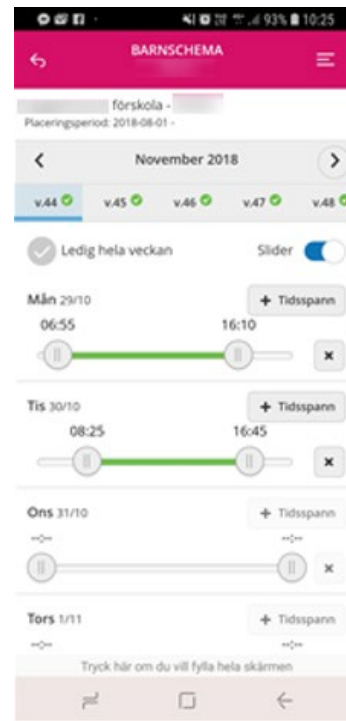 93% 10:25
BARNSCHEMA
förskola -
Placeringsperiod: 2018-08-01 -
November 2018
v.44 v.45 v.46 v.47 v.48
Ledig hela veckan Slider
Mån 29/10 + Tidsspann
06:55 16:10
Tis 30/10 + Tidsspann
08:25 16:45
Ons 31/10 + Tidsspann
--:-- --:--
Tors 1/11 + Tidsspann
--:-- --:--
Tryck här om du vill fylla hela skärmen